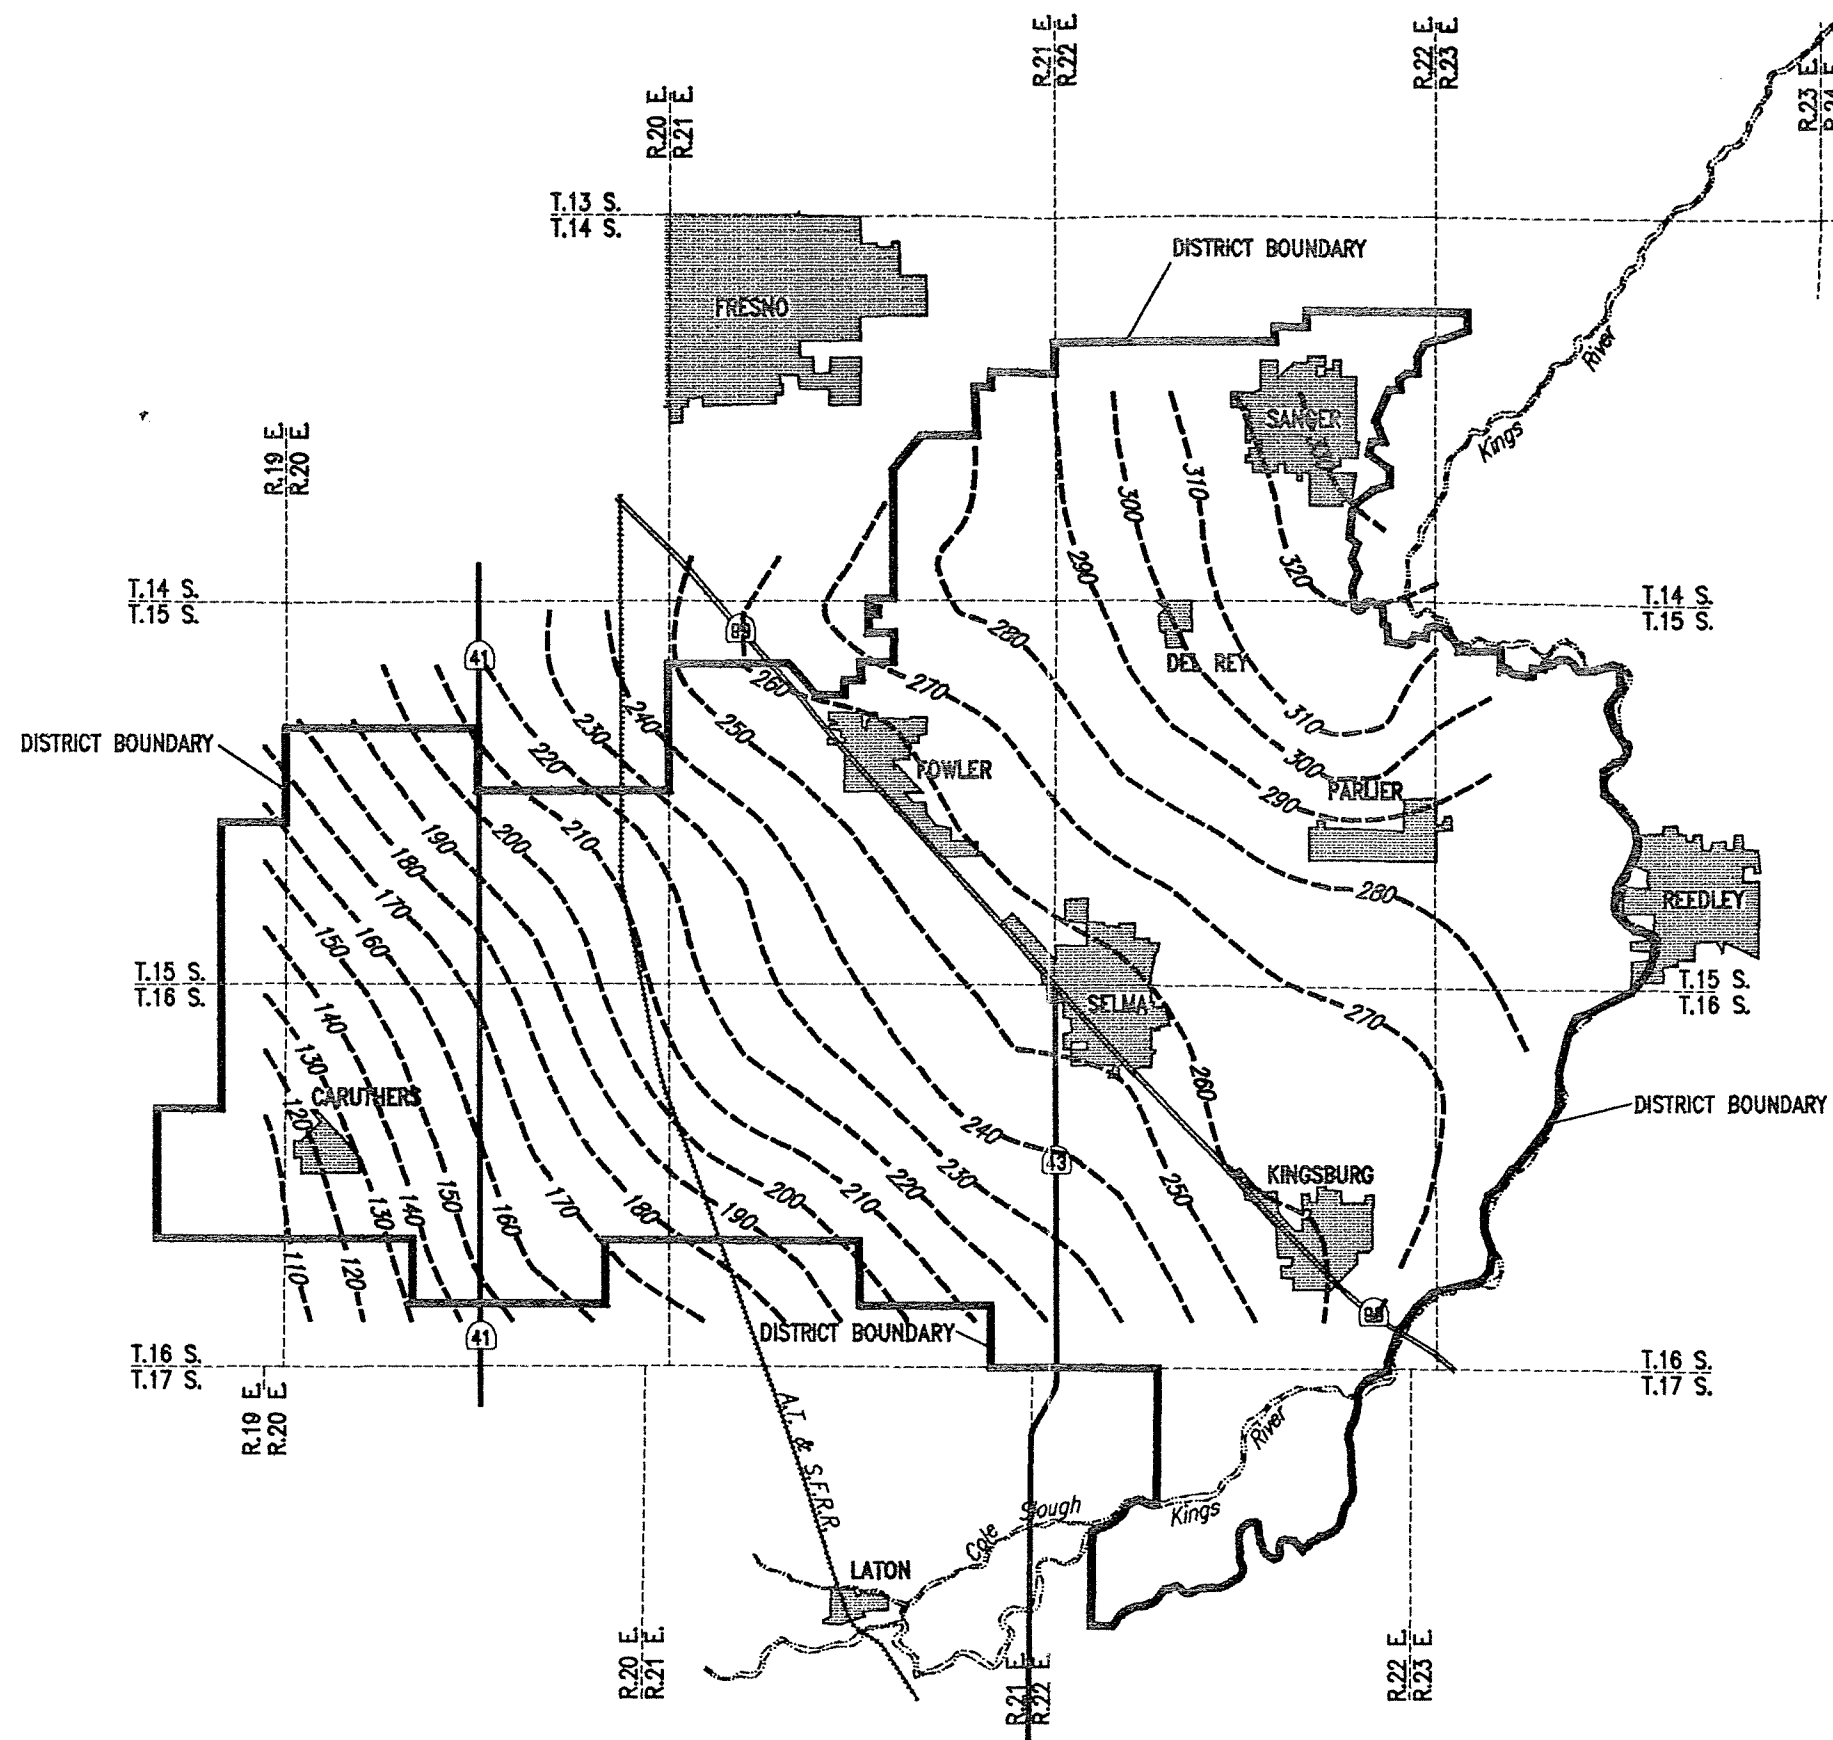 R.21 E.
R.22 E.
R.22 E.
R.23 E.
R.23 E.
R.20 E.
R.21 E.
T.13 S.
T.14 S.
DISTRICT BOUNDARY
FRESNO
River
Kings
SANGER
R.19 E.
R.20 E.
310
300
290
320
T.14 S.
T.15 S.
T.14 S.
T.15 S.
41
280
DEL REY
260
270
240
230
250
310
DISTRICT BOUNDARY
220
FOWLER
300
290
PARLIER
190
200
210
180
280
REEDLEY
170
160
150
T.15 S.
T.16 S.
T.15 S.
T.16 S.
SELMA
270
140
130
260
CARUTHERS
120
DISTRICT BOUNDARY
240
43
230
KINGSBURG
250
220
210
200
190
180
170
160
150
140
130
110
120
41
DISTRICT BOUNDARY
T.16 S.
T.17 S.
T.16 S.
T.17 S.
R.19 E.
R.20 E.
A.T. & S.F.R.R.
River
Kings
Cole Slough
LATON
R.20 E.
R.21 E.
R.21 E.
R.22 E.
R.22 E.
R.23 E.